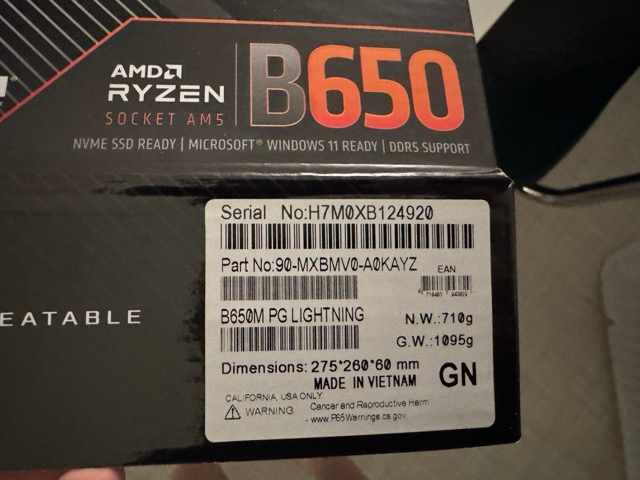 AMD
RYZEN
SOCKET AM5
B650
NVME SSD READY | MICROSOFT® WINDOWS 11 READY | DDR5 SUPPORT
Serial No:H7M0XB124920
Part No:90-MXBMV0-A0KAYZ
EAN
B650M PG LIGHTNING
N.W.:710g
G.W.:1095g
EATABLE
Dimensions: 275*260*60 mm
MADE IN VIETNAM
GN
CALIFORNIA, USA ONLY
WARNING
Cancer and Reproductive Harm
- www.P65Warnings.ca.gov